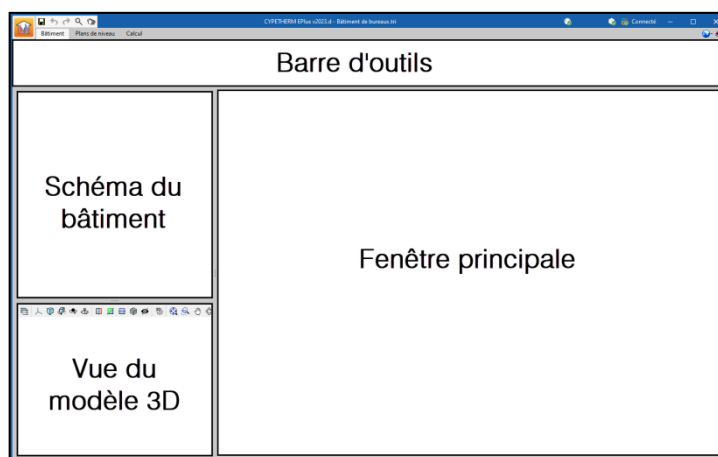 CYPETHERM EPlus v2023.d - Bâtiment de bureaux.tri
Connecté
Bâtiment Plans de niveau Calcul
Barre d'outils
Schéma du
bâtiment
Fenêtre principale
Vue du
modèle 3D